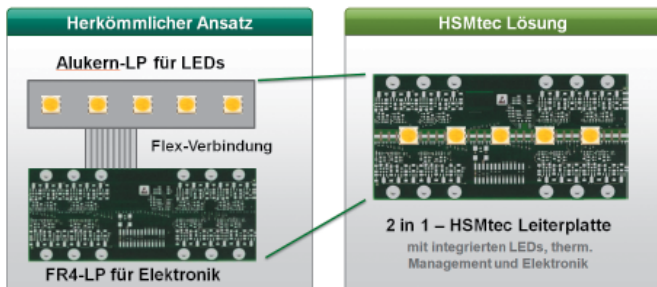 Herkömmlicher Ansatz
Alukern-LP für LEDs
Flex-Verbindung
FR4-LP für Elektronik
HSMtec Lösung
2 in 1 – HSMtec Leiterplatte
mit integrierten LEDs, therm.
Management und Elektronik